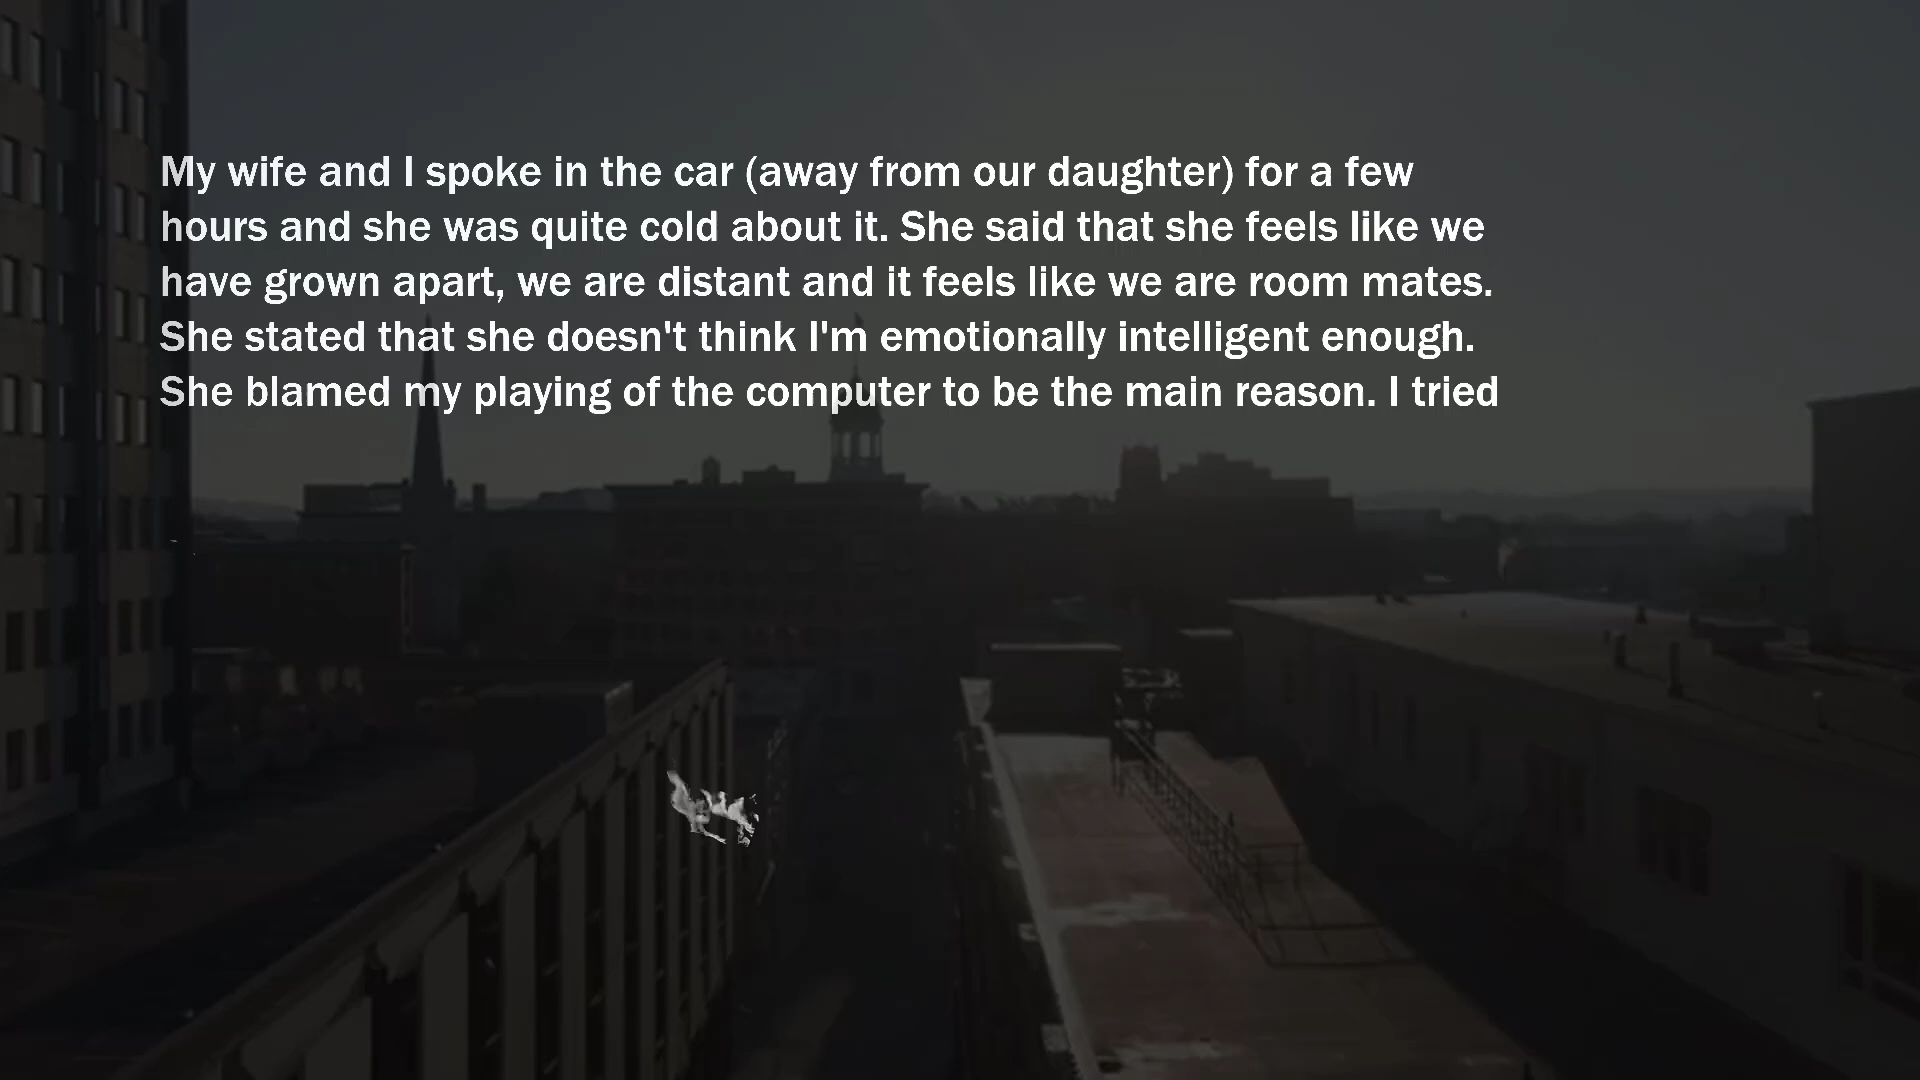 My wife and I spoke in the car (away from our daughter) for a few
hours and she was quite cold about it. She said that she feels like we
have grown apart, we are distant and it feels like we are room mates.
She stated that she doesn't think I'm emotionally intelligent enough.
She blamed my playing of the computer to be the main reason. I tried